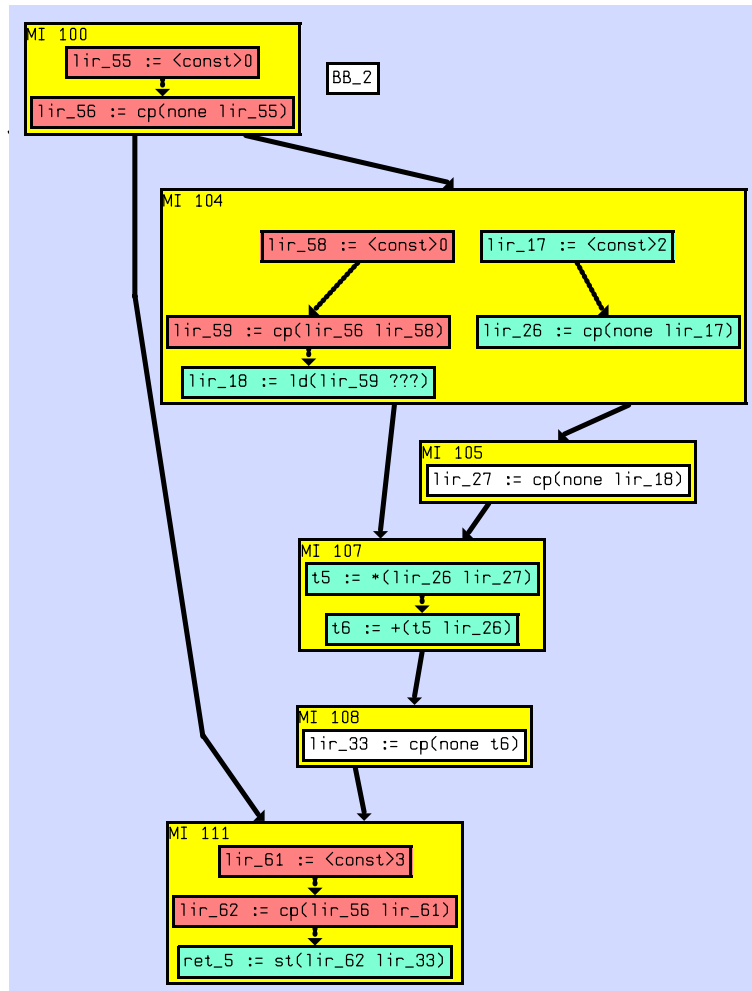 MI 100
lir_55 := <const>0
BB_2
lir_56 := cp(none lir_55)
MI 104
lir_58 := <const>0
lir_17 := <const>2
lir_59 := cp(lir_56 lir_58)
lir_26 := cp(none lir_17)
lir_18 := ld(lir_59 ???)
MI 105
lir_27 := cp(none lir_18)
MI 107
t5 := *(lir_26 lir_27)
t6 := +(t5 lir_26)
MI 108
lir_33 := cp(none t6)
MI 111
lir_61 := <const>3
lir_62 := cp(lir_56 lir_61)
ret_5 := st(lir_62 lir_33)